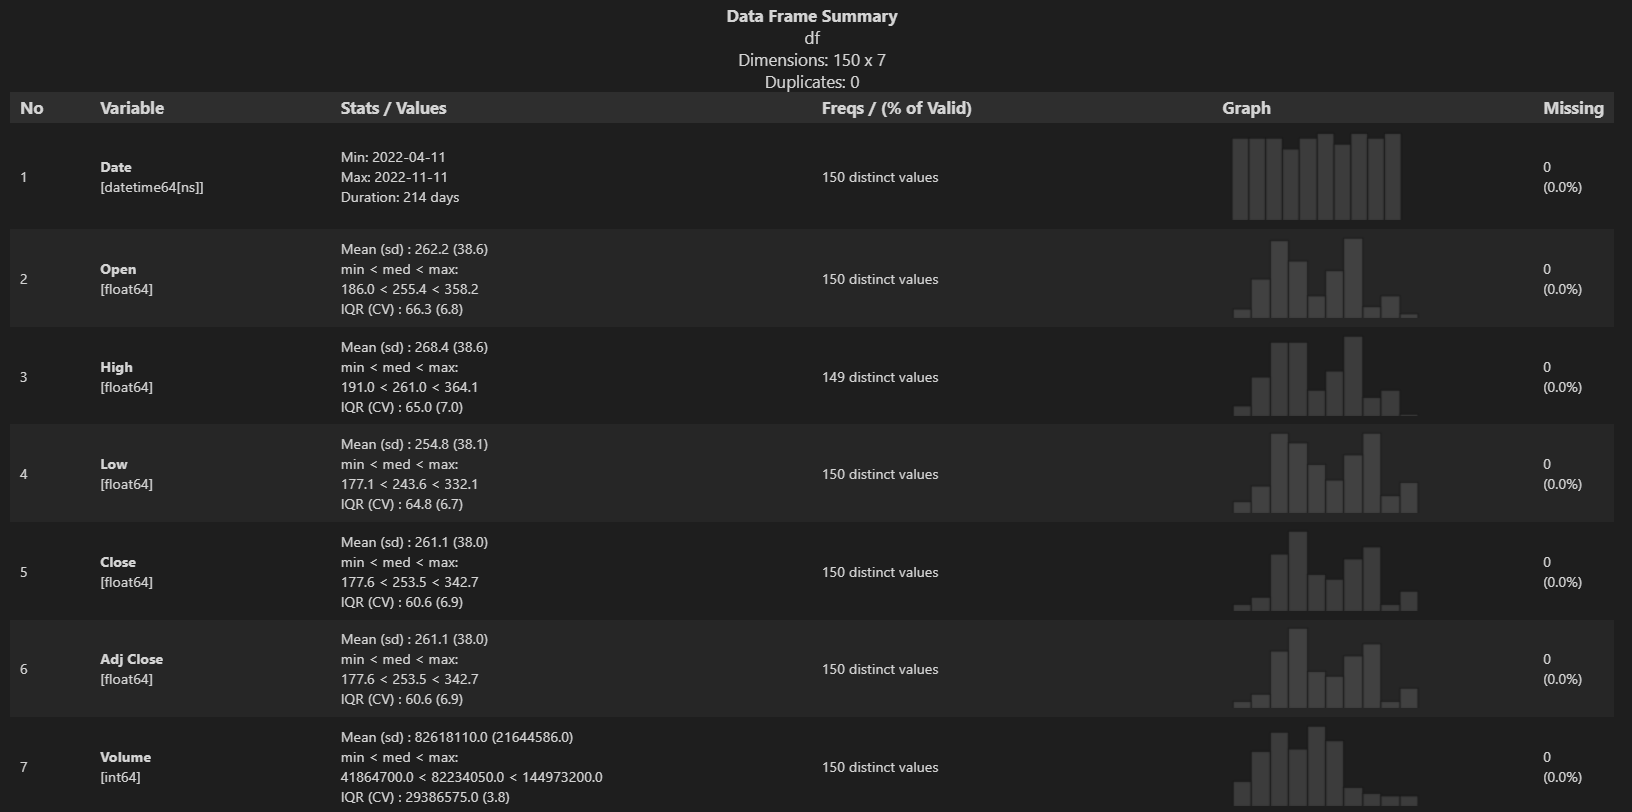 Data Frame Summary
df
Dimensions: 150 x 7
Duplicates: 0
No Variable Stats / Values Freqs / (% of Valid) Graph Missing
1 Date [datetime64[ns]] Min: 2022-04-11
Max: 2022-11-11
Duration: 214 days 150 distinct values 0
(0.0%)
2 Open
[float64]
Mean (sd) : 262.2 (38.6)
min < med < max:
186.0 < 255.4 < 358.2
IQR (CV) : 66.3 (6.8)
150 distinct values
0
(0.0%)
3 High
[float64]
Mean (sd) : 268.4 (38.6)
min < med < max:
191.0 < 261.0 < 364.1
IQR (CV) : 65.0 (7.0)
149 distinct values
0
(0.0%)
4 Low
[float64]
Mean (sd) : 254.8 (38.1)
min < med < max:
177.1 < 243.6 < 332.1
IQR (CV) : 64.8 (6.7)
150 distinct values
0
(0.0%)
5 Close
[float64]
Mean (sd) : 261.1 (38.0)
min < med < max:
177.6 < 253.5 < 342.7
IQR (CV) : 60.6 (6.9)
150 distinct values
0
(0.0%)
6 Adj Close
[float64]
Mean (sd) : 261.1 (38.0)
min < med < max:
177.6 < 253.5 < 342.7
IQR (CV) : 60.6 (6.9)
150 distinct values
0
(0.0%)
7 Volume
[int64]
Mean (sd) : 82618110.0 (21644586.0)
min < med < max:
41864700.0 < 82234050.0 < 144973200.0
IQR (CV) : 29386575.0 (3.8)
150 distinct values
0
(0.0%)